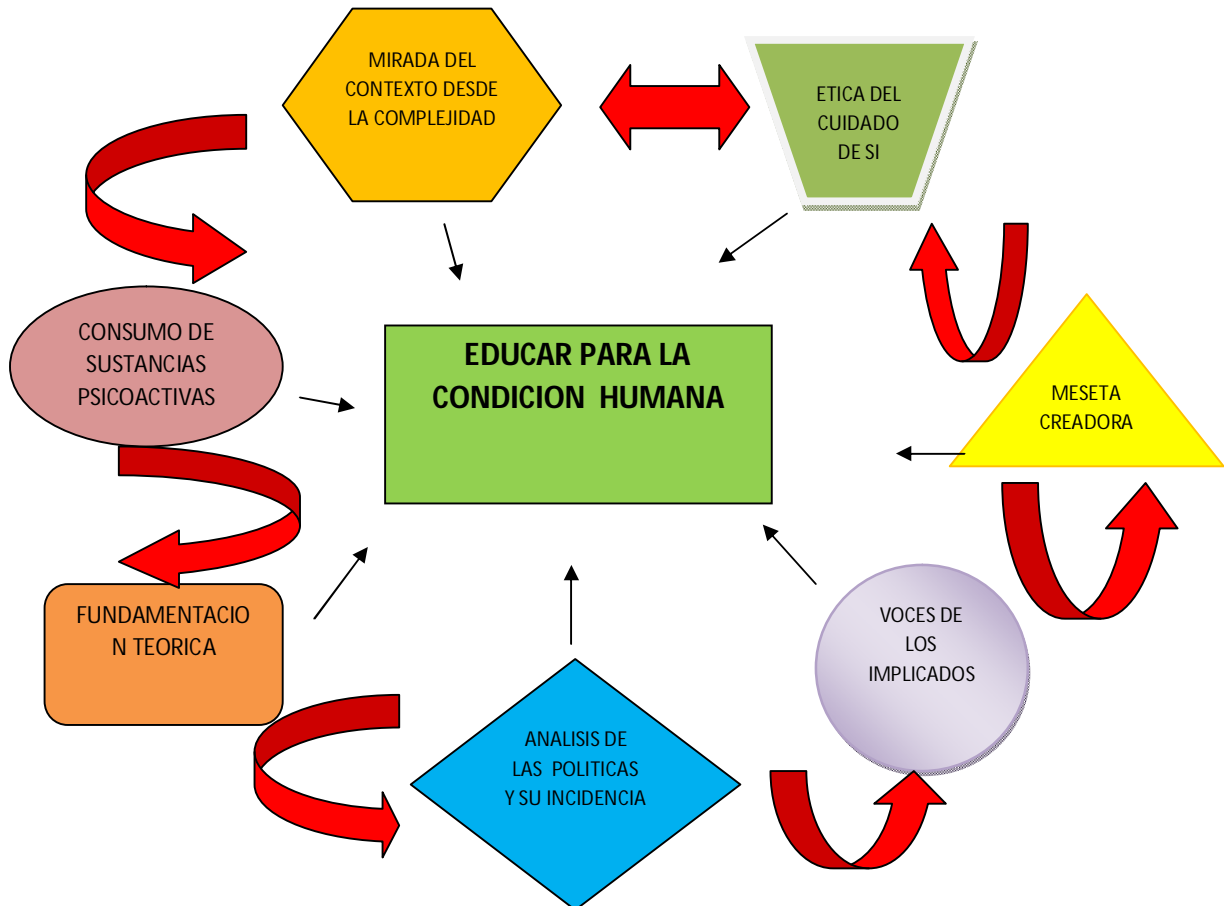 MIRADA DEL
CONTEXTO DESDE
LA COMPLEJIDAD
ETICA DEL
CUIDADO
DE SI
CONSUMO DE
SUSTANCIAS
PSICOACTIVAS
EDUCAR PARA LA
CONDICION HUMANA
MESETA
CREADORA
FUNDAMENTACIO
N TEORICA
VOCES DE
LOS
IMPLICADOS
ANALISIS DE
LAS POLITICAS
Y SU INCIDENCIA